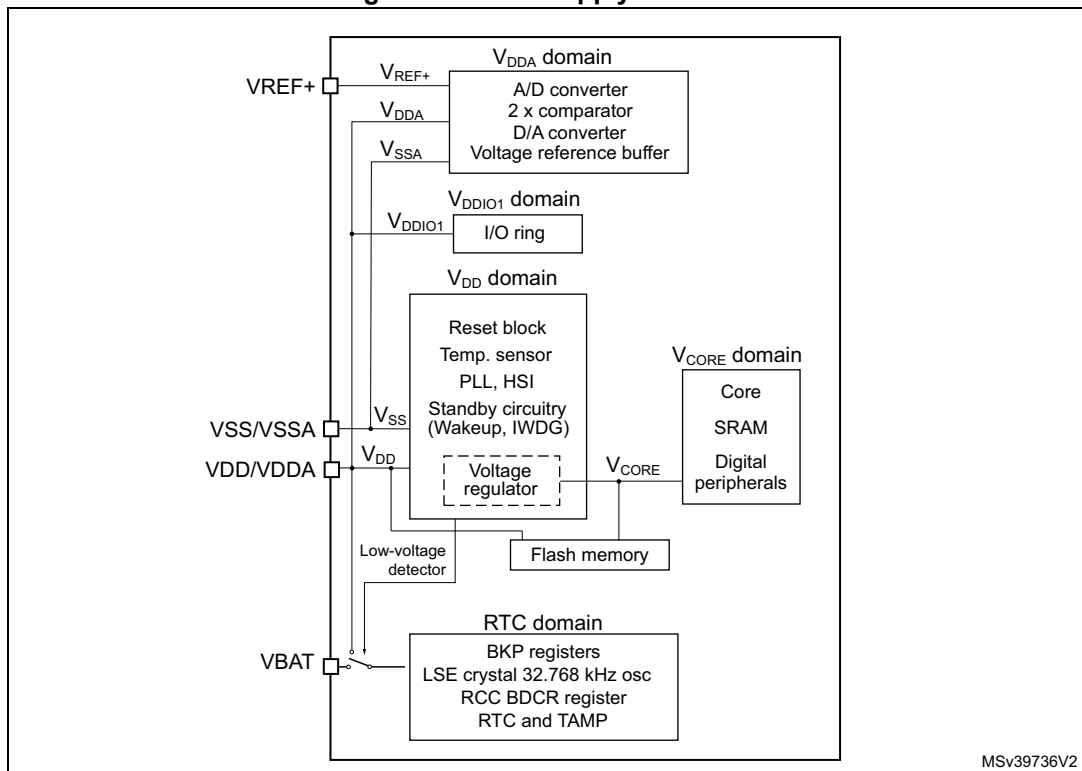 VDDA domain
VREF+
VREF+
A/D converter
2 x comparator
D/A converter
Voltage reference buffer
VDDA
VSSA
VDDIO1 domain
VDDIO1
I/O ring
VDD domain
Reset block
Temp. sensor
PLL, HSI
Standby circuitry
(Wakeup, IWDG)
Voltage
regulator
VCORE domain
Core
SRAM
Digital
peripherals
VSS/VSSA
VSS
VDD/VDDA
VDD
VCORE
Flash memory
Low-voltage
detector
RTC domain
VBAT
BKP registers
LSE crystal 32.768 kHz osc
RCC BDCR register
RTC and TAMP
MSv39736V2